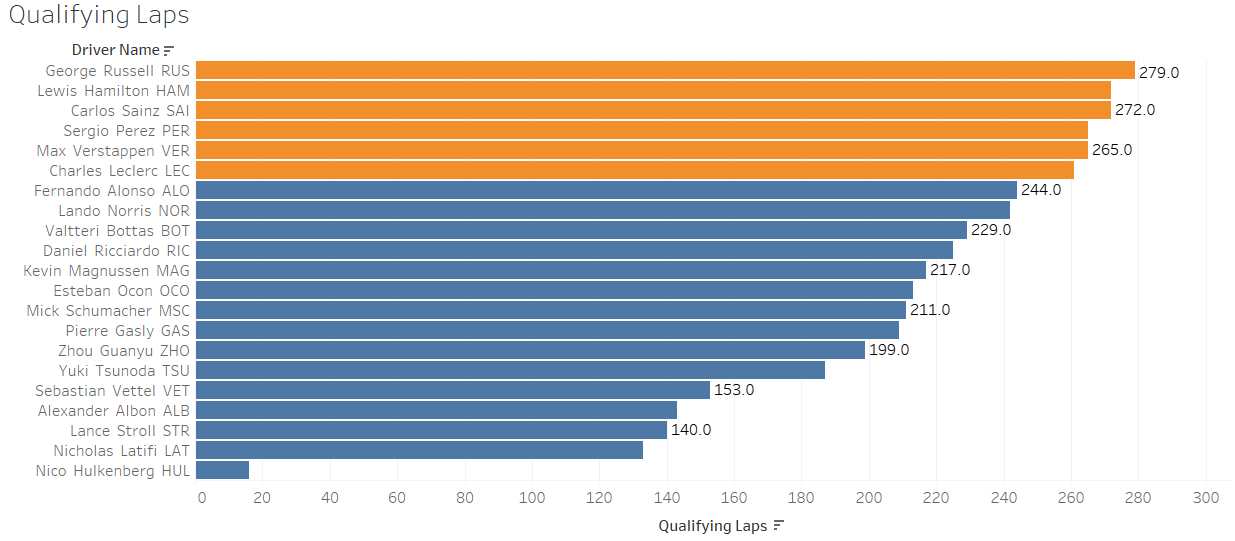 Qualifying Laps
Driver Name
George Russell RUS 279.0
Lewis Hamilton HAM
Carlos Sainz SAI 272.0
Sergio Perez PER
Max Verstappen VER 265.0
Charles Leclerc LEC
Fernando Alonso ALO 244.0
Lando Norris NOR
Valtteri Bottas BOT 229.0
Daniel Ricciardo RIC
Kevin Magnussen MAG 217.0
Esteban Ocon OCO
Mick Schumacher MSC 211.0
Pierre Gasly GAS
Zhou Guanyu ZHO 199.0
Yuki Tsunoda TSU
Sebastian Vettel VET 153.0
Alexander Albon ALB
Lance Stroll STR 140.0
Nicholas Latifi LAT
Nico Hulkenberg HUL
0 20 40 60 80 100 120 140 160 180 200 220 240 260 280 300
Qualifying Laps